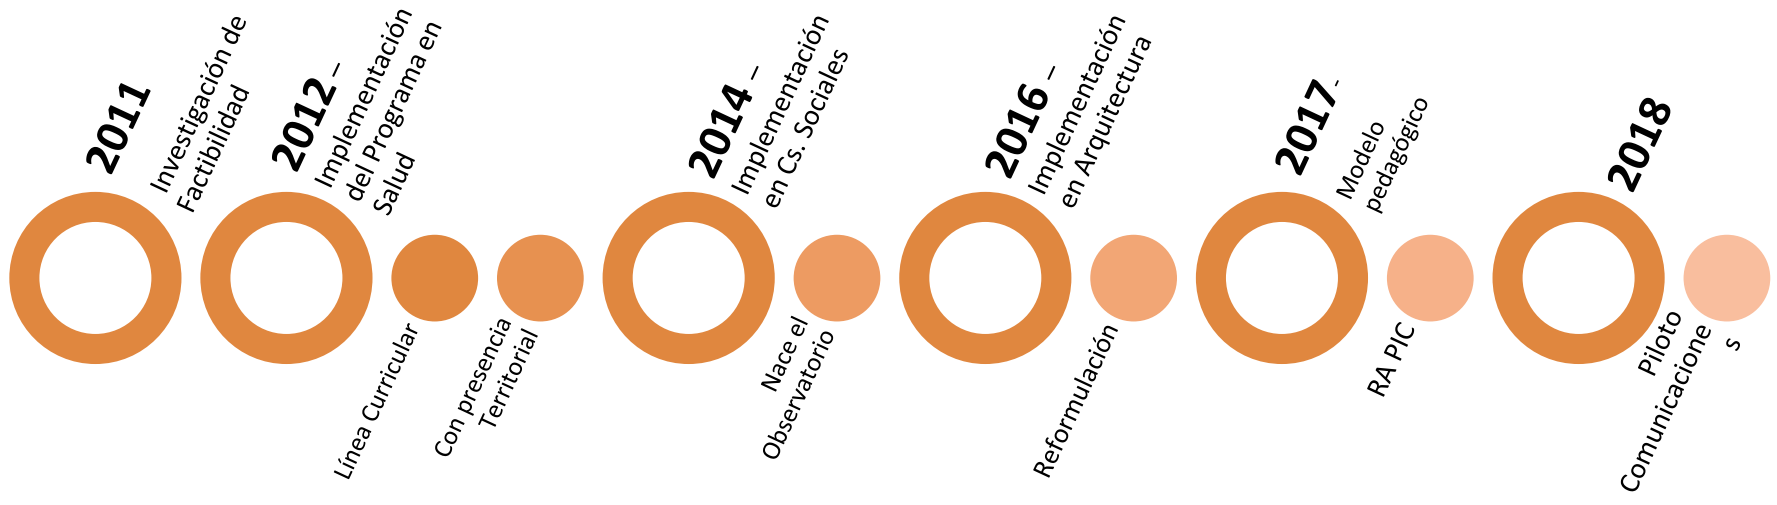 2011
Investigación de
Factibilidad
2012 –
Implementación
del Programa en
Salud
Línea Curricular
Con presencia
Territorial
2014 –
Implementación
en Cs. Sociales
Nace el
Observatorio
2016 –
Implementación
en Arquitectura
Reformulación
2017-
Modelo
pedagógico
RA PIC
2018
Piloto
Comunicacione
s